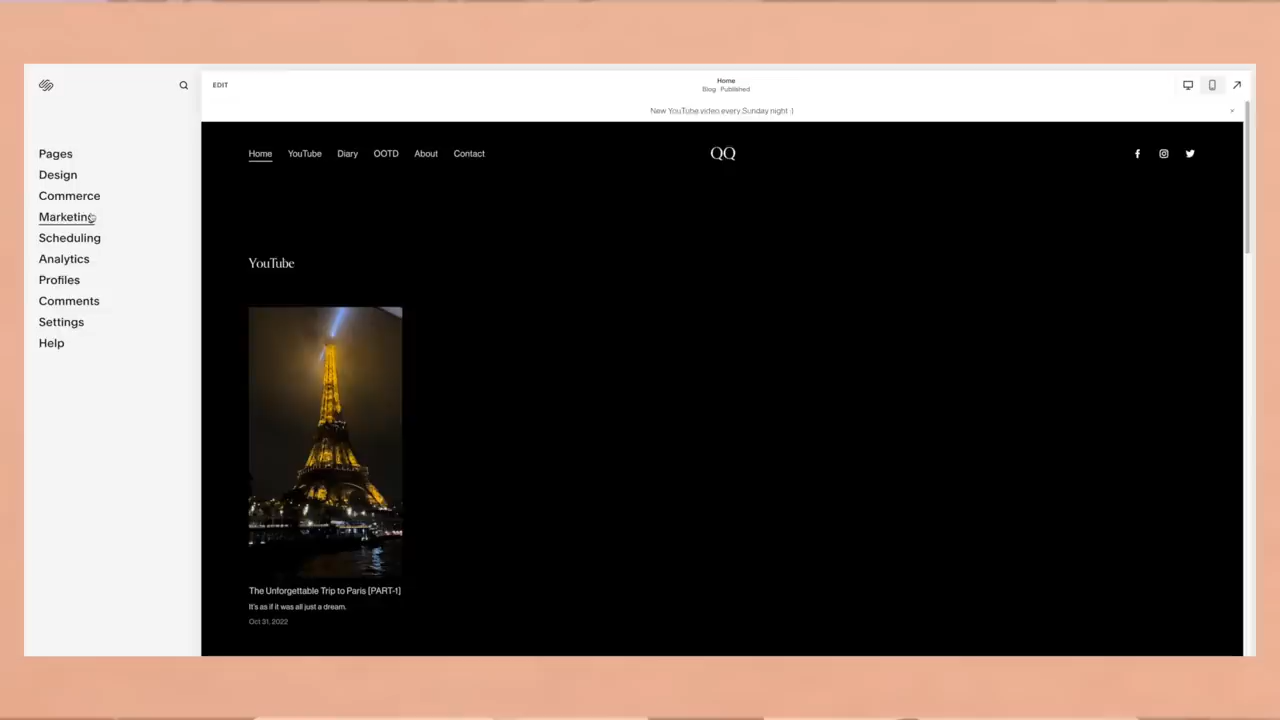 EDIT
Home
Blog · Published
New YouTube video every Sunday night :)
Pages
Design
Commerce
Marketing
Scheduling
Analytics
Profiles
Comments
Settings
Help
Home YouTube Diary OOTD About Contact
QQ
YouTube
The Unforgettable Trip to Paris [PART-1]
It's as if it was all just a dream.
Oct 31, 2022